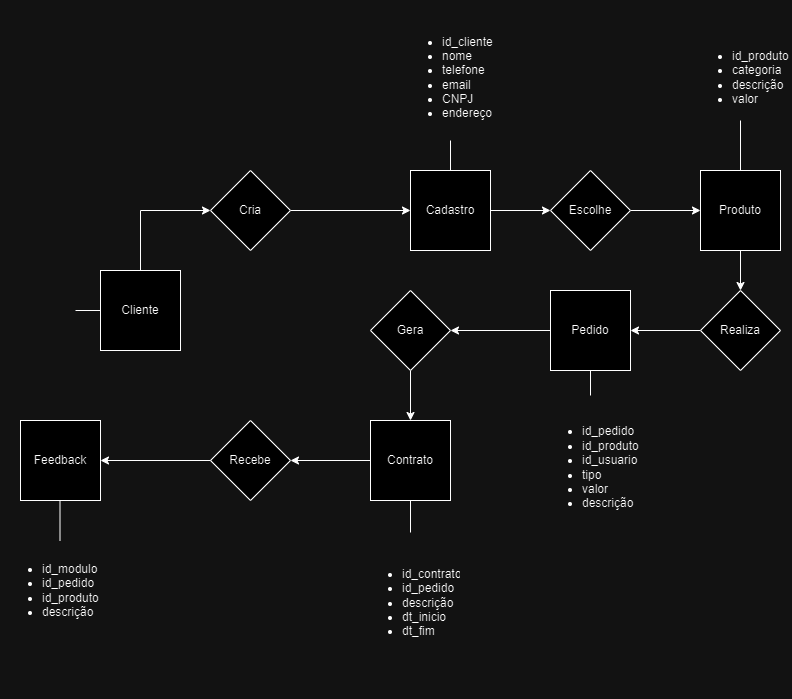 id_cliente
nome
telefone
email
CNPJ
endereço
id_produto
categoria
descrição
valor
Cria
Cadastro
Escolhe
Produto
Cliente
Gera
Pedido
Realiza
Feedback
Recebe
Contrato
id_pedido
id_produto
id_usuario
tipo
valor
descrição
id_modulo
id_pedido
id_produto
descrição
id_contrato
id_pedido
descrição
dt_inicio
dt_fim